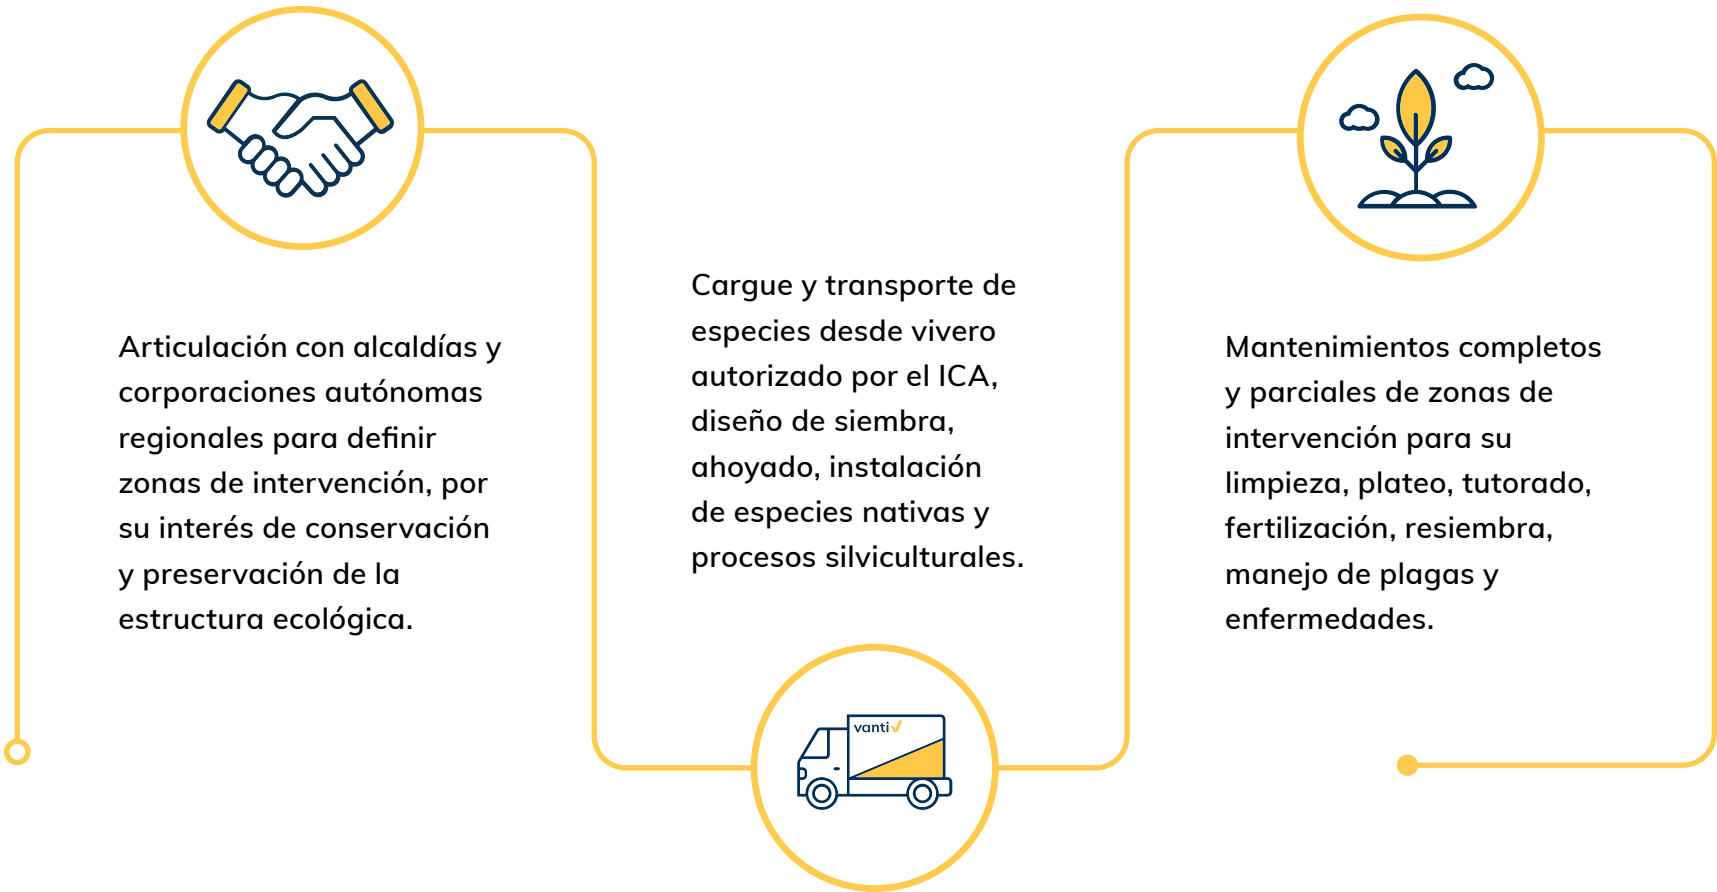 Articulación con alcaldías y
corporaciones autónomas
regionales para definir
zonas de intervención, por
su interés de conservación
y preservación de la
estructura ecológica.
Cargue y transporte de
especies desde vivero
autorizado por el ICA,
diseño de siembra,
ahoyado, instalación
de especies nativas y
procesos silviculturales.
vanti
Mantenimientos completos
y parciales de zonas de
intervención para su
limpieza, plateo, tutorado,
fertilización, resiembra,
manejo de plagas y
enfermedades.